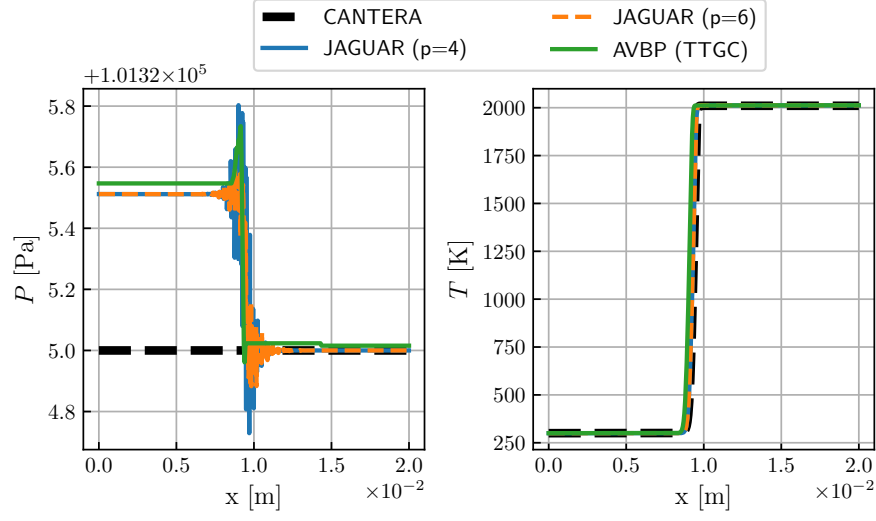 CANTERA
JAGUAR (p=4)
JAGUAR (p=6)
AVBP (TTGC)
+1.0132×10⁵
5.8
5.6
5.4
5.2
5.0
4.8
P [Pa]
0.0 0.5 1.0 1.5 2.0
x [m]
×10⁻²
2000
1750
1500
1250
1000
750
500
250
T [K]
0.0 0.5 1.0 1.5 2.0
x [m]
×10⁻²